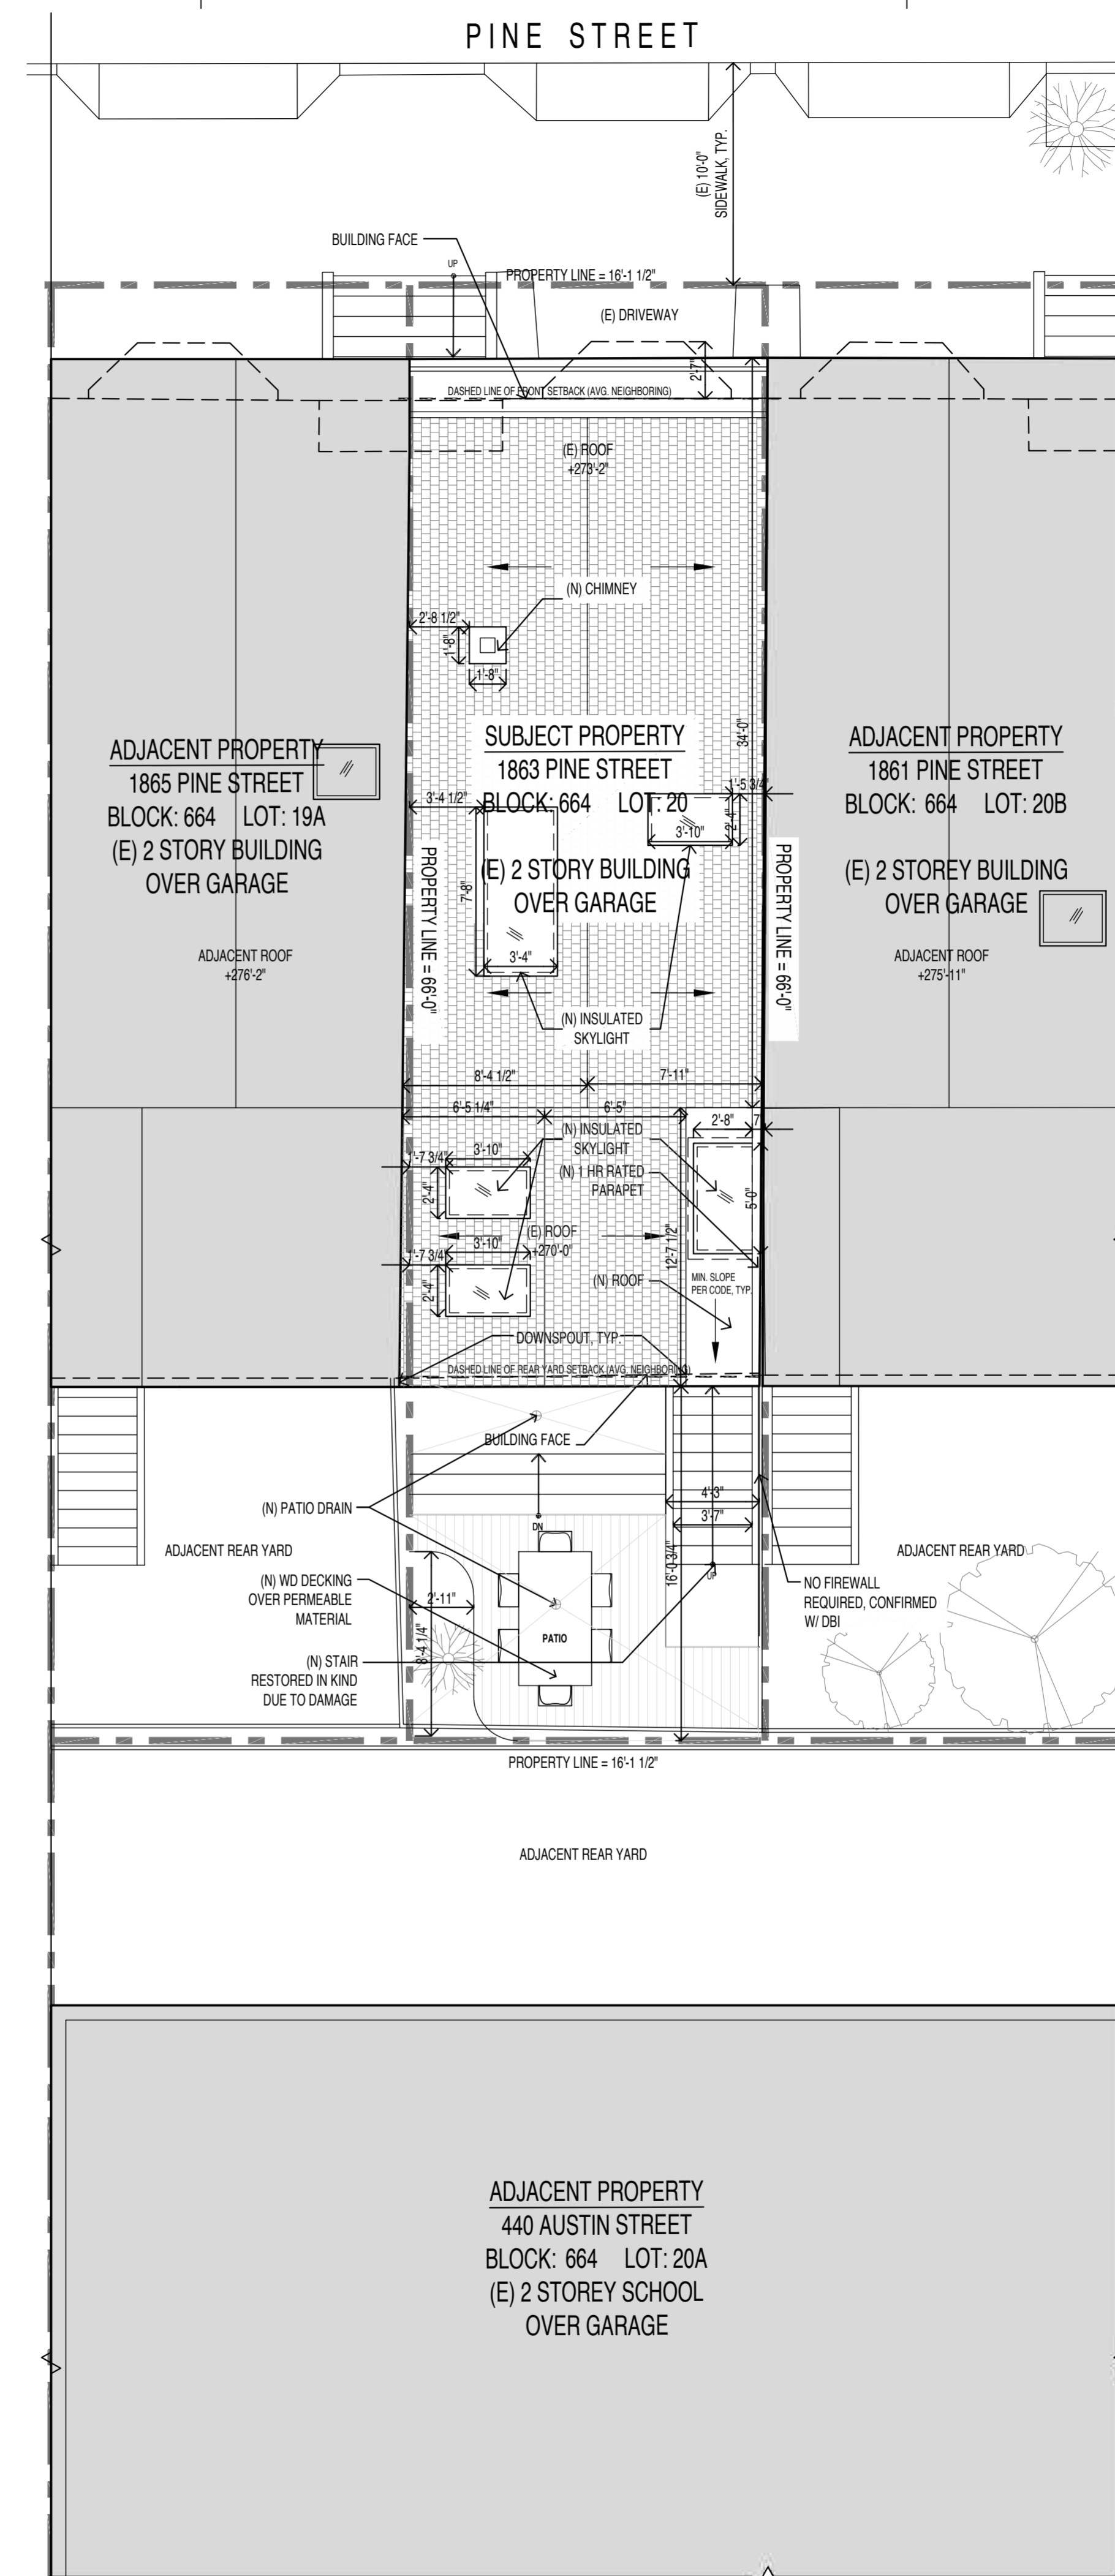 PINE STREET
(E) 10'-0"
SIDEWALK, TYP.
BUILDING FACE
UP
PROPERTY LINE = 16'-1 1/2"
(E) DRIVEWAY
2'-7"
DASHED LINE OF FRONT SETBACK (AVG. NEIGHBORING)
(E) ROOF
+273'-2"
(N) CHIMNEY
2'-8 1/2"
1'-8"
1'-8"
34'-0"
ADJACENT PROPERTY
1865 PINE STREET
BLOCK: 664 LOT: 19A
(E) 2 STORY BUILDING
OVER GARAGE
ADJACENT ROOF
+276'-2"
SUBJECT PROPERTY
1863 PINE STREET
BLOCK: 664 LOT: 20
(E) 2 STORY BUILDING
OVER GARAGE
ADJACENT PROPERTY
1861 PINE STREET
BLOCK: 664 LOT: 20B
(E) 2 STOREY BUILDING
OVER GARAGE
ADJACENT ROOF
+275'-11"
3'-4 1/2"
1'-5 3/4"
2'-4"
3'-10"
7'-8"
3'-4"
PROPERTY LINE = 66'-0"
PROPERTY LINE = 66'-0"
(N) INSULATED
SKYLIGHT
8'-4 1/2"
7'-11"
6'-5 1/4"
6'-5"
2'-8"
7"
(N) INSULATED
SKYLIGHT
1'-7 3/4"
3'-10"
2'-4"
(N) 1 HR RATED
PARAPET
5'-0"
(E) ROOF
+270'-0"
12'-7 1/2"
1'-7 3/4"
3'-10"
2'-4"
(N) ROOF
MIN. SLOPE
PER CODE, TYP.
DOWNSPOUT, TYP.
DASHED LINE OF REAR YARD SETBACK (AVG. NEIGHBORING)
BUILDING FACE
4'-3"
3'-7"
(N) PATIO DRAIN
DN
16'-0 3/4"
UP
ADJACENT REAR YARD
ADJACENT REAR YARD
(N) WD DECKING
OVER PERMEABLE
MATERIAL
2'-11"
8'-4 1/4"
PATIO
NO FIREWALL
REQUIRED, CONFIRMED
W/ DBI
(N) STAIR
RESTORED IN KIND
DUE TO DAMAGE
PROPERTY LINE = 16'-1 1/2"
ADJACENT REAR YARD
ADJACENT PROPERTY
440 AUSTIN STREET
BLOCK: 664 LOT: 20A
(E) 2 STOREY SCHOOL
OVER GARAGE